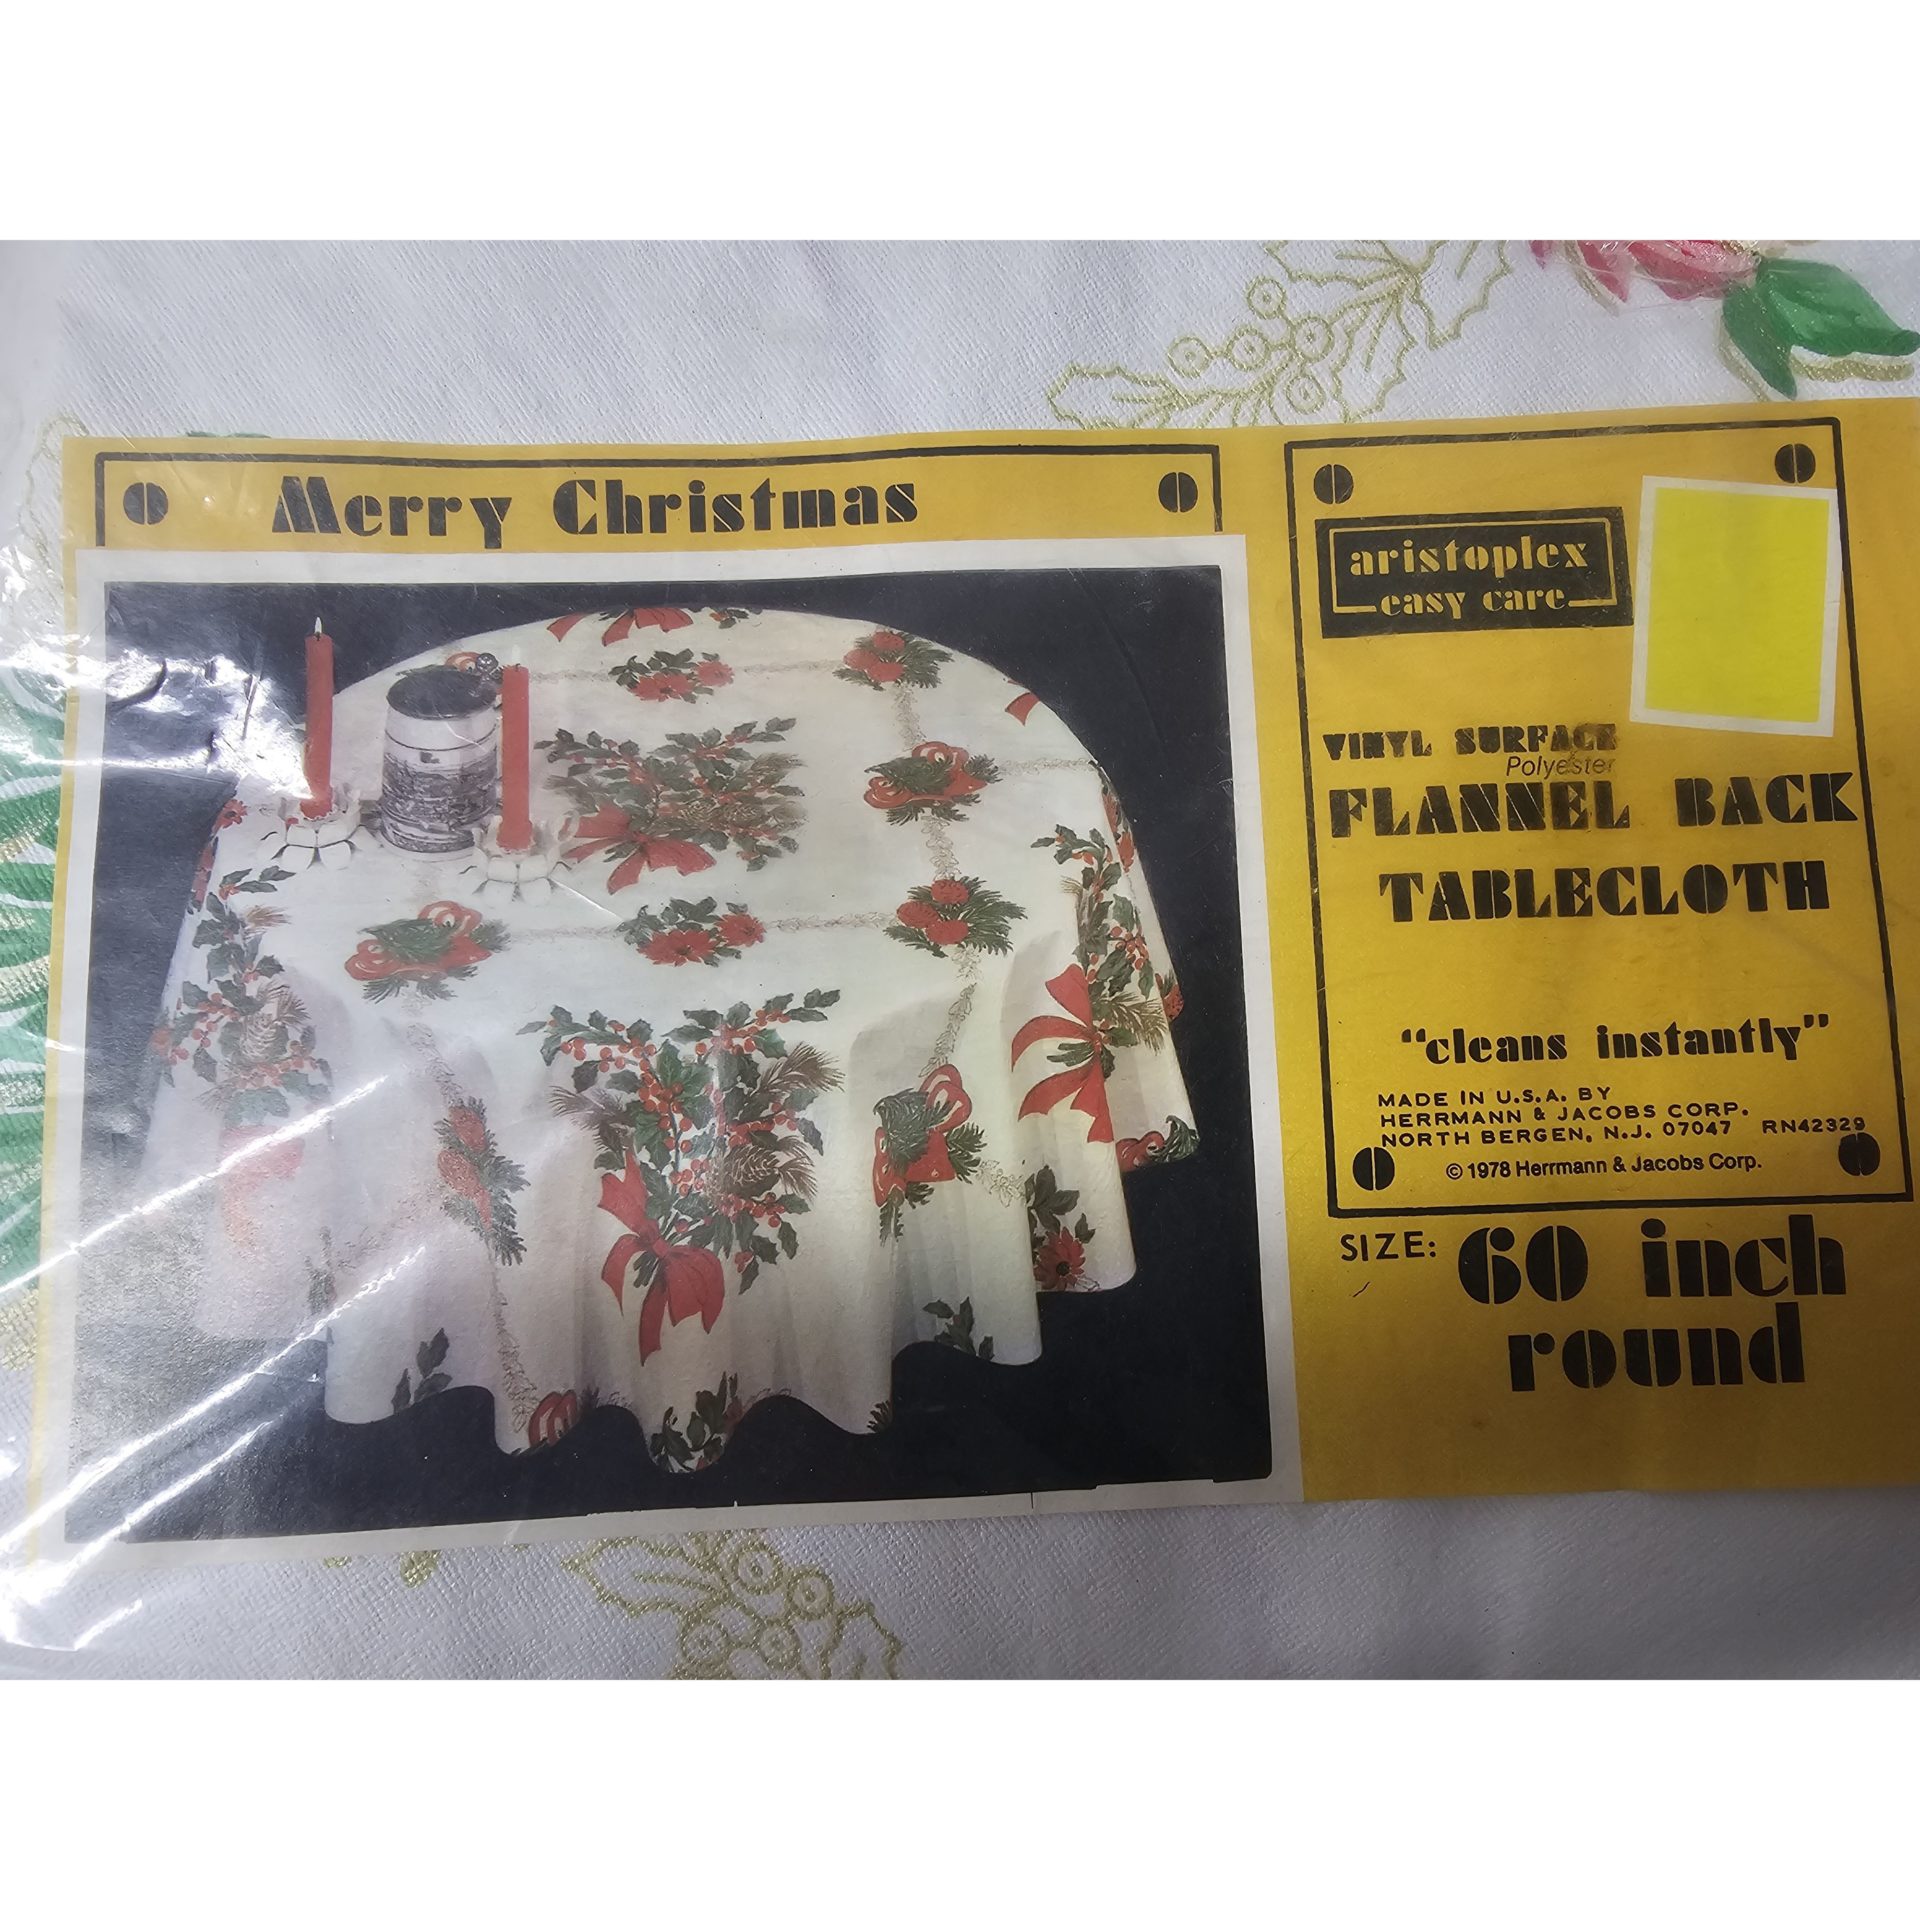 Merry Christmas
aristoplex
easy care
VINYL SURFACE
Polyester
FLANNEL BACK
TABLECLOTH
"cleans instantly"
MADE IN U.S.A. BY
HERRMANN & JACOBS CORP.
NORTH BERGEN, N.J. 07047 RN42329
© 1978 Herrmann & Jacobs Corp.
SIZE: 60 inch
round